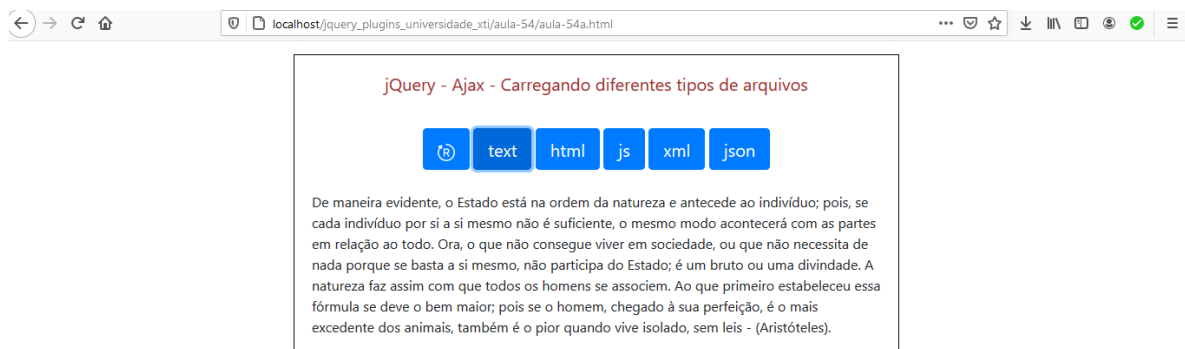 localhost/jquery_plugins_universidade_xti/aula-54/aula-54a.html
jQuery - Ajax - Carregando diferentes tipos de arquivos
R text html js xml json
De maneira evidente, o Estado está na ordem da natureza e antecede ao indivíduo; pois, se
cada indivíduo por si a si mesmo não é suficiente, o mesmo modo acontecerá com as partes
em relação ao todo. Ora, o que não consegue viver em sociedade, ou que não necessita de
nada porque se basta a si mesmo, não participa do Estado; é um bruto ou uma divindade. A
natureza faz assim com que todos os homens se associem. Ao que primeiro estabeleceu essa
fórmula se deve o bem maior; pois se o homem, chegado à sua perfeição, é o mais
excedente dos animais, também é o pior quando vive isolado, sem leis - (Aristóteles).